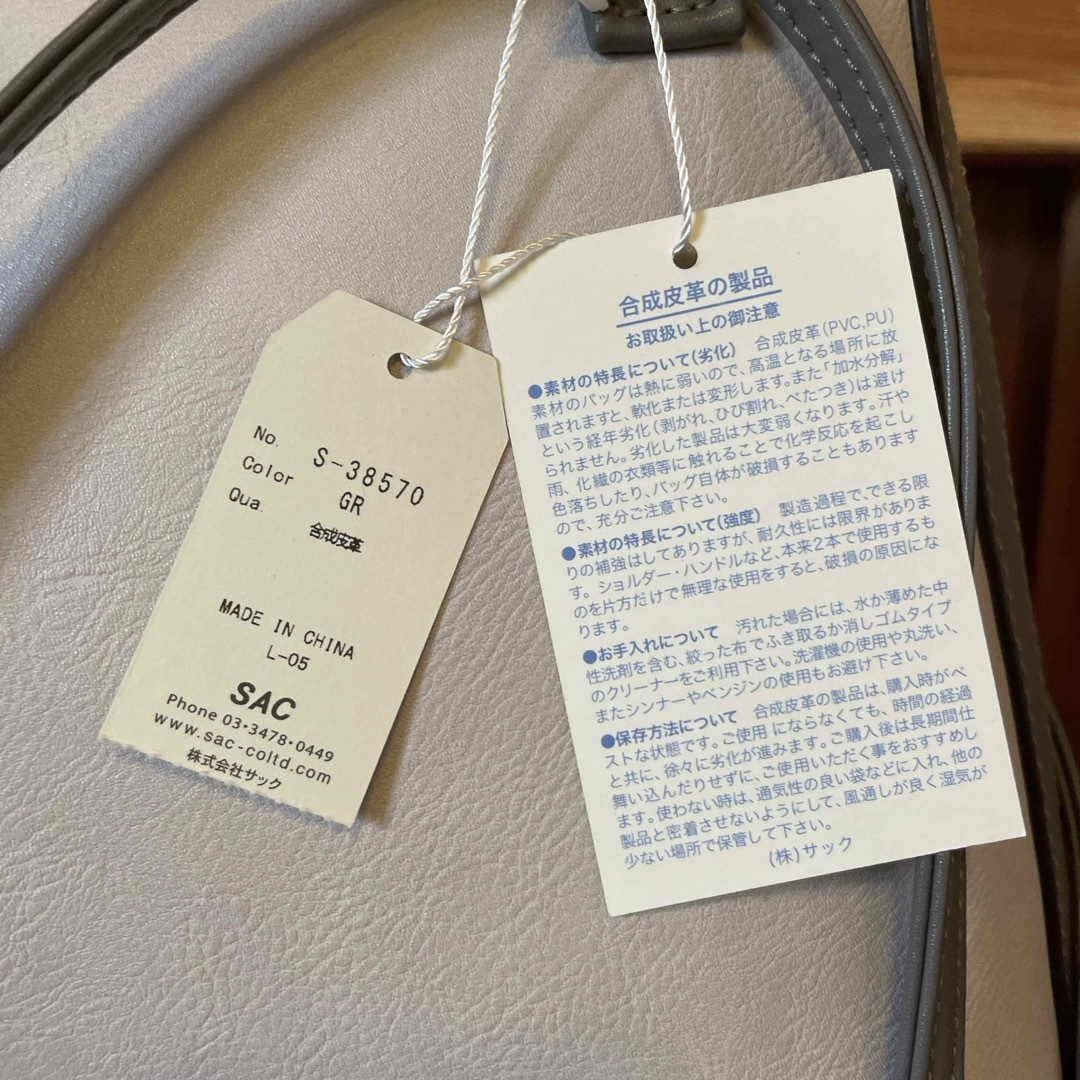 No. S-38570
Color GR
Qua. 合成皮革
MADE IN CHINA
L-05
SAC
Phone 03・3478・0449
www.sac-coltd.com
株式会社サック
合成皮革の製品
お取扱い上の御注意
●素材の特長について(劣化) 合成皮革(PVC,PU)
素材のバッグは熱に弱いので、高温となる場所に放
置されますと、軟化または変形します。また「加水分解」
という経年劣化(剥がれ、ひび割れ、べたつき)は避け
られません。劣化した製品は大変弱くなります。汗や
雨、化繊の衣類等に触れることで化学反応を起こし
色落ちしたり、バッグ自体が破損することもあります
ので、充分ご注意下さい。
●素材の特長について(強度) 製造過程で、できる限
りの補強はしてありますが、耐久性には限界がありま
す。ショルダー・ハンドルなど、本来2本で使用するも
のを片方だけで無理な使用をすると、破損の原因にな
ります。
●お手入れについて 汚れた場合には、水か薄めた中
性洗剤を含む、絞った布でふき取るか消しゴムタイプ
のクリーナーをご利用下さい。洗濯機の使用や丸洗い、
またシンナーやベンジンの使用もお避け下さい。
●保存方法について 合成皮革の製品は、購入時がベ
ストな状態です。ご使用にならなくても、時間の経過
と共に、徐々に劣化が進みます。ご購入後は長期間仕
舞い込んだりせずに、ご使用いただく事をおすすめし
ます。使わない時は、通気性の良い袋などに入れ、他の
製品と密着させないようにして、風通しが良く湿気が
少ない場所で保管して下さい。
(株)サック